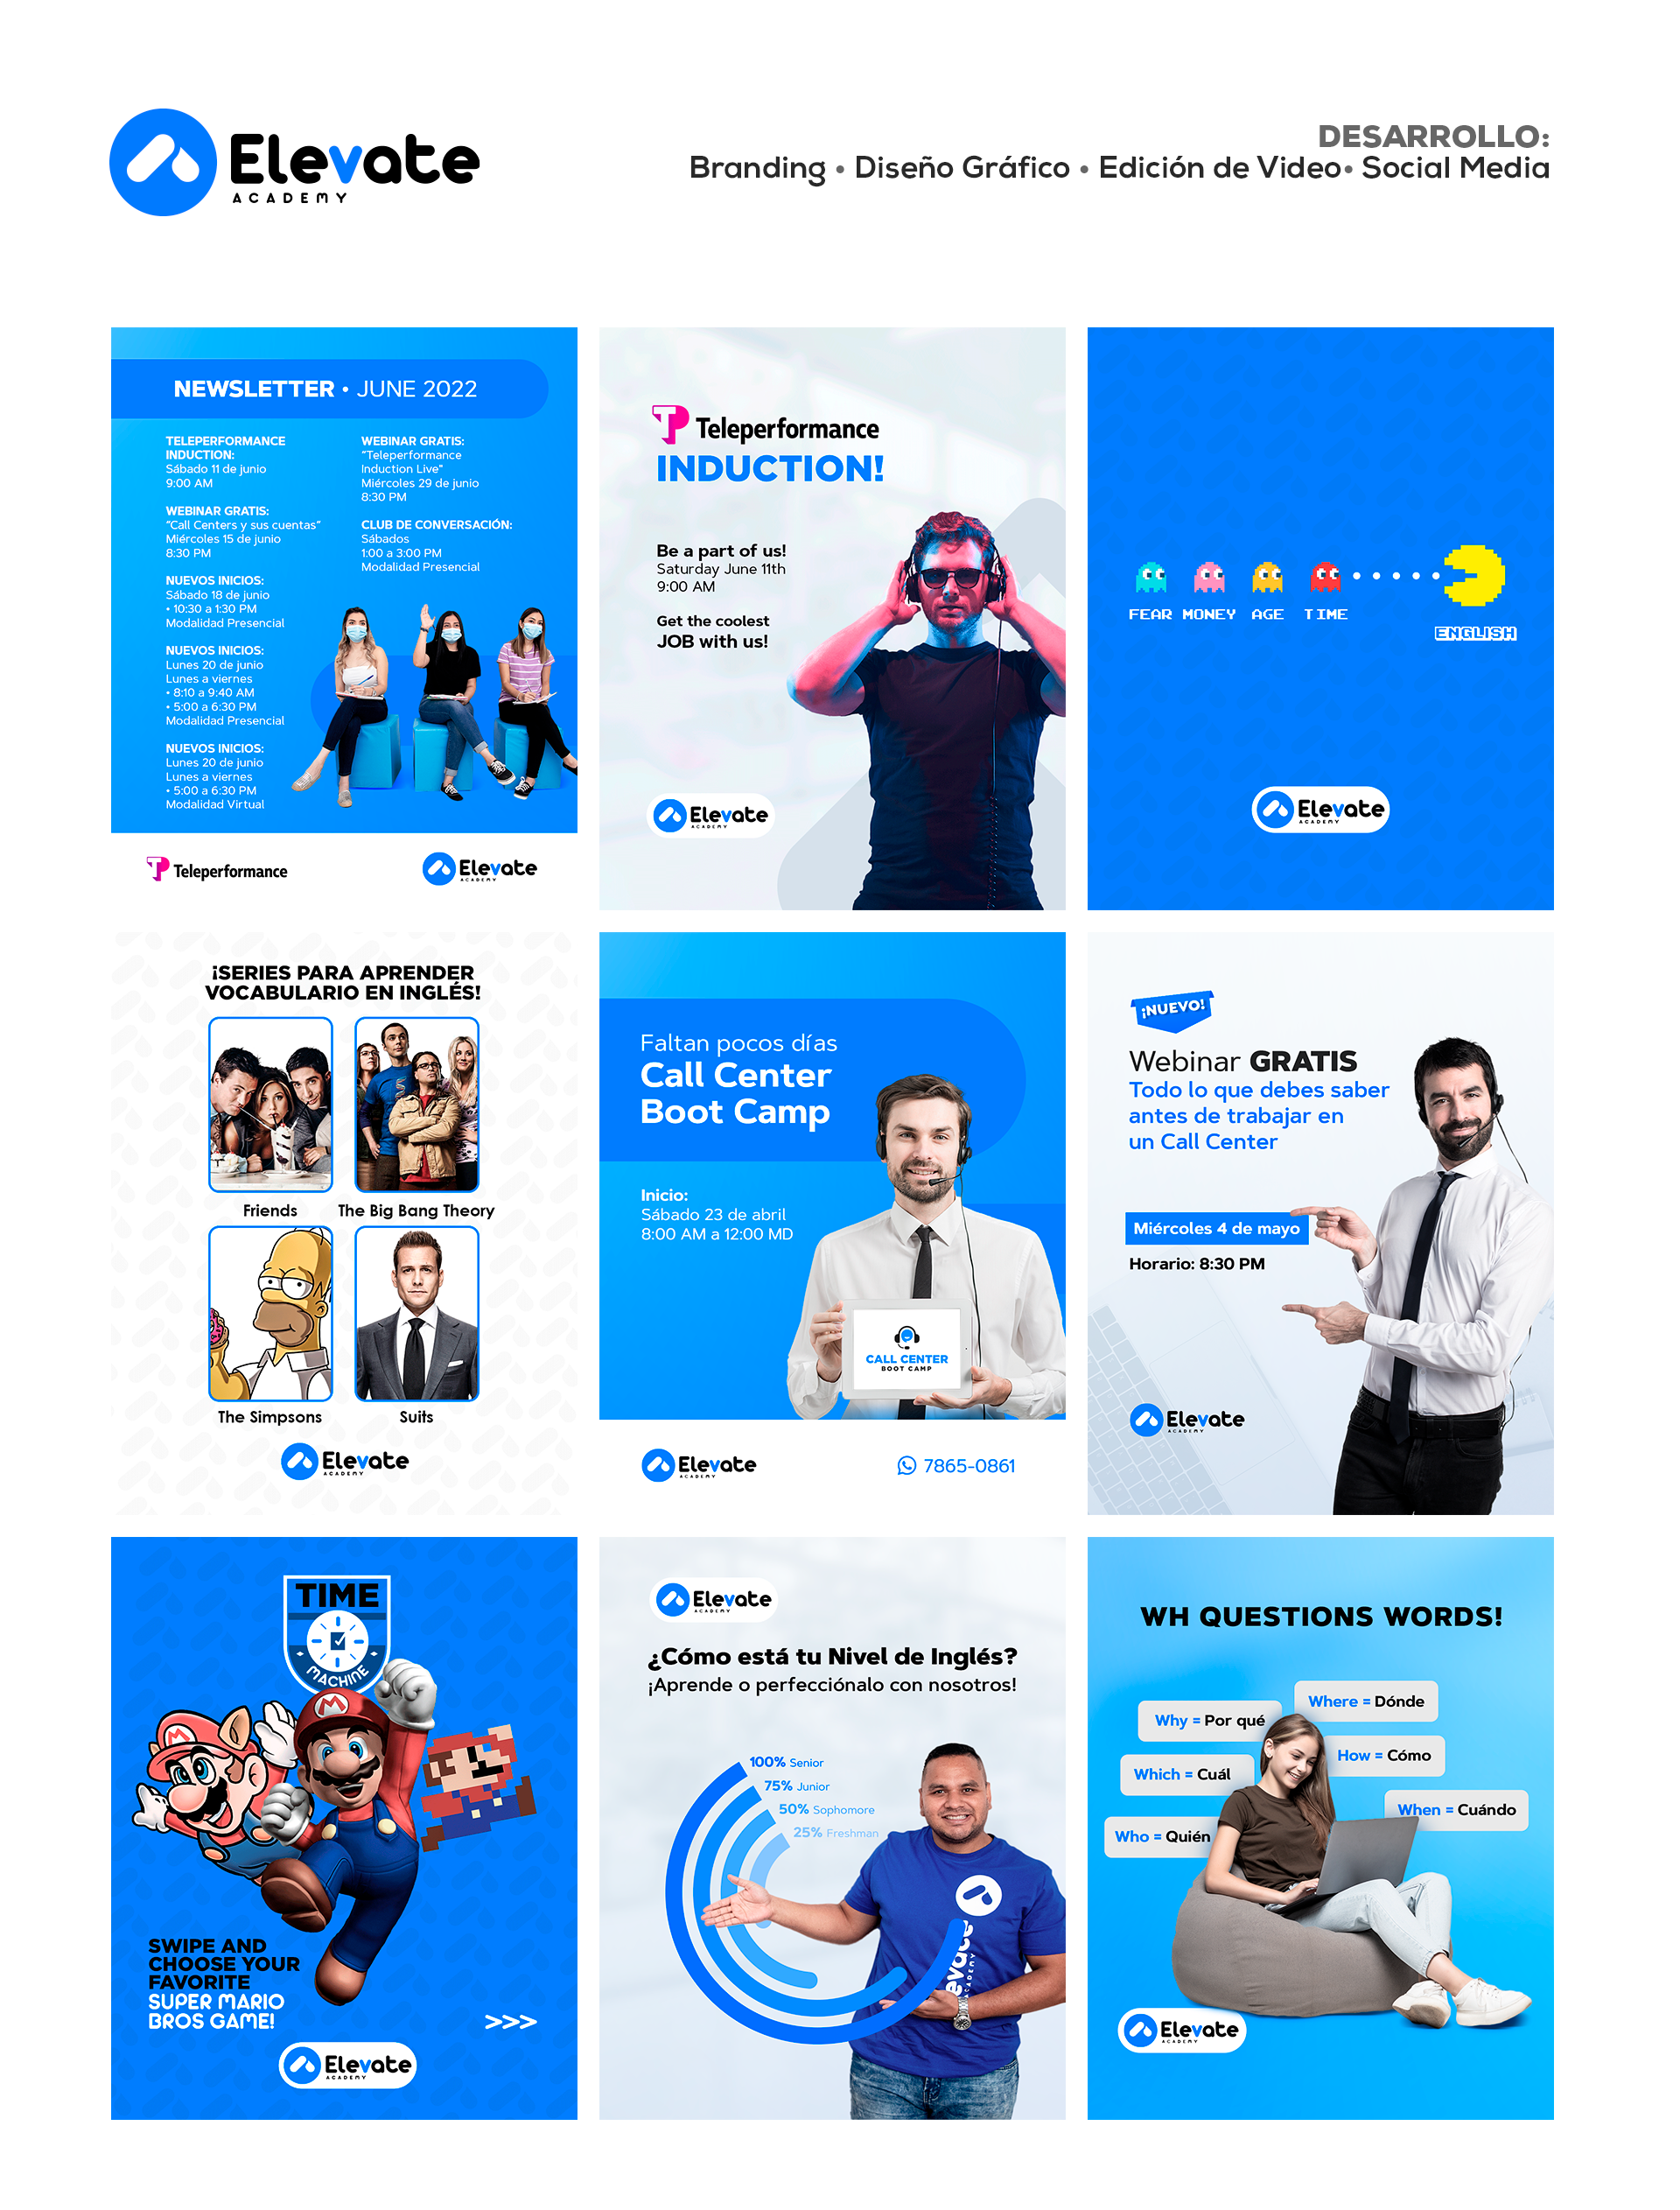 Elevate
ACADEMY
DESARROLLO:
Branding • Diseño Gráfico • Edición de Video• Social Media
NEWSLETTER • JUNE 2022
TELEPERFORMANCE
INDUCTION:
Sábado 11 de junio
9:00 AM
WEBINAR GRATIS:
"Call Centers y sus cuentas"
Miércoles 15 de junio
8:30 PM
NUEVOS INICIOS:
Sábado 18 de junio
• 10:30 a 1:30 PM
Modalidad Presencial
NUEVOS INICIOS:
Lunes 20 de junio
Lunes a viernes
• 8:10 a 9:40 AM
• 5:00 a 6:30 PM
Modalidad Presencial
NUEVOS INICIOS:
Lunes 20 de junio
Lunes a viernes
• 5:00 a 6:30 PM
Modalidad Virtual
WEBINAR GRATIS:
"Teleperformance
Induction Live"
Miércoles 29 de junio
8:30 PM
CLUB DE CONVERSACIÓN:
Sábados
1:00 a 3:00 PM
Modalidad Presencial
TP Teleperformance
Elevate
ACADEMY
TP Teleperformance
INDUCTION!
Be a part of us!
Saturday June 11th
9:00 AM
Get the coolest
JOB with us!
Elevate
ACADEMY
FEAR MONEY AGE TIME
ENGLISH
Elevate
ACADEMY
¡SERIES PARA APRENDER
VOCABULARIO EN INGLÉS!
Friends The Big Bang Theory
The Simpsons Suits
Elevate
ACADEMY
Faltan pocos días
Call Center
Boot Camp
Inicio:
Sábado 23 de abril
8:00 AM a 12:00 MD
CALL CENTER
BOOT CAMP
Elevate
ACADEMY
7865-0861
¡NUEVO!
Webinar GRATIS
Todo lo que debes saber
antes de trabajar en
un Call Center
Miércoles 4 de mayo
Horario: 8:30 PM
Elevate
ACADEMY
TIME
MACHINE
M
M
SWIPE AND
CHOOSE YOUR
FAVORITE
SUPER MARIO
BROS GAME!
>>>
Elevate
ACADEMY
Elevate
ACADEMY
¿Cómo está tu Nivel de Inglés?
¡Aprende o perfecciónalo con nosotros!
100% Senior
75% Junior
50% Sophomore
25% Freshman
evate
ACADEMY
WH QUESTIONS WORDS!
Where = Dónde
Why = Por qué
How = Cómo
Which = Cuál
When = Cuándo
Who = Quién
Elevate
ACADEMY